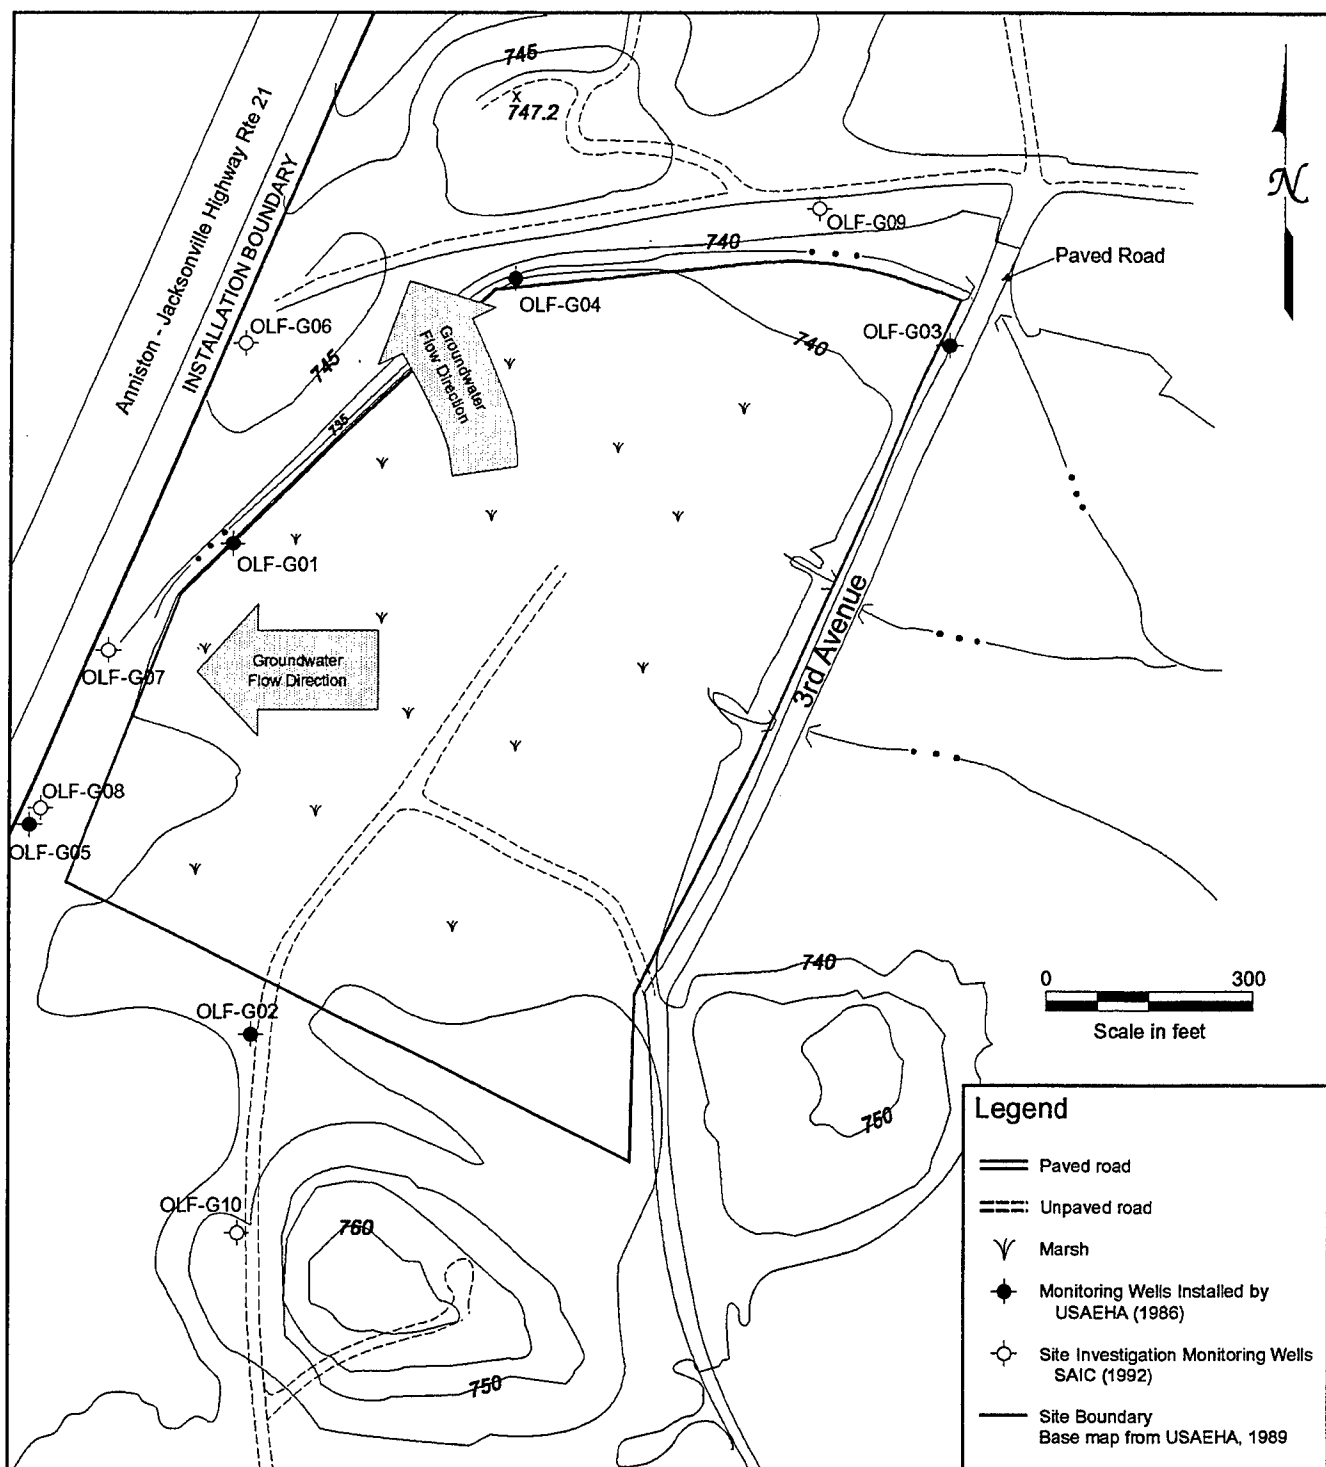 745
x
747.2
Anniston - Jacksonville Highway Rte 21
INSTALLATION BOUNDARY
N
OLF-G09
740
Paved Road
OLF-G04
OLF-G06
OLF-G03
740
745
Groundwater
Flow Direction
735
OLF-G01
3rd Avenue
Groundwater
Flow Direction
OLF-G07
OLF-G08
OLF-G05
740
0 300
Scale in feet
OLF-G02
750
OLF-G10
760
750
Legend
Paved road
Unpaved road
Marsh
Monitoring Wells Installed by
USAEHA (1986)
Site Investigation Monitoring Wells
SAIC (1992)
Site Boundary
Base map from USAEHA, 1989